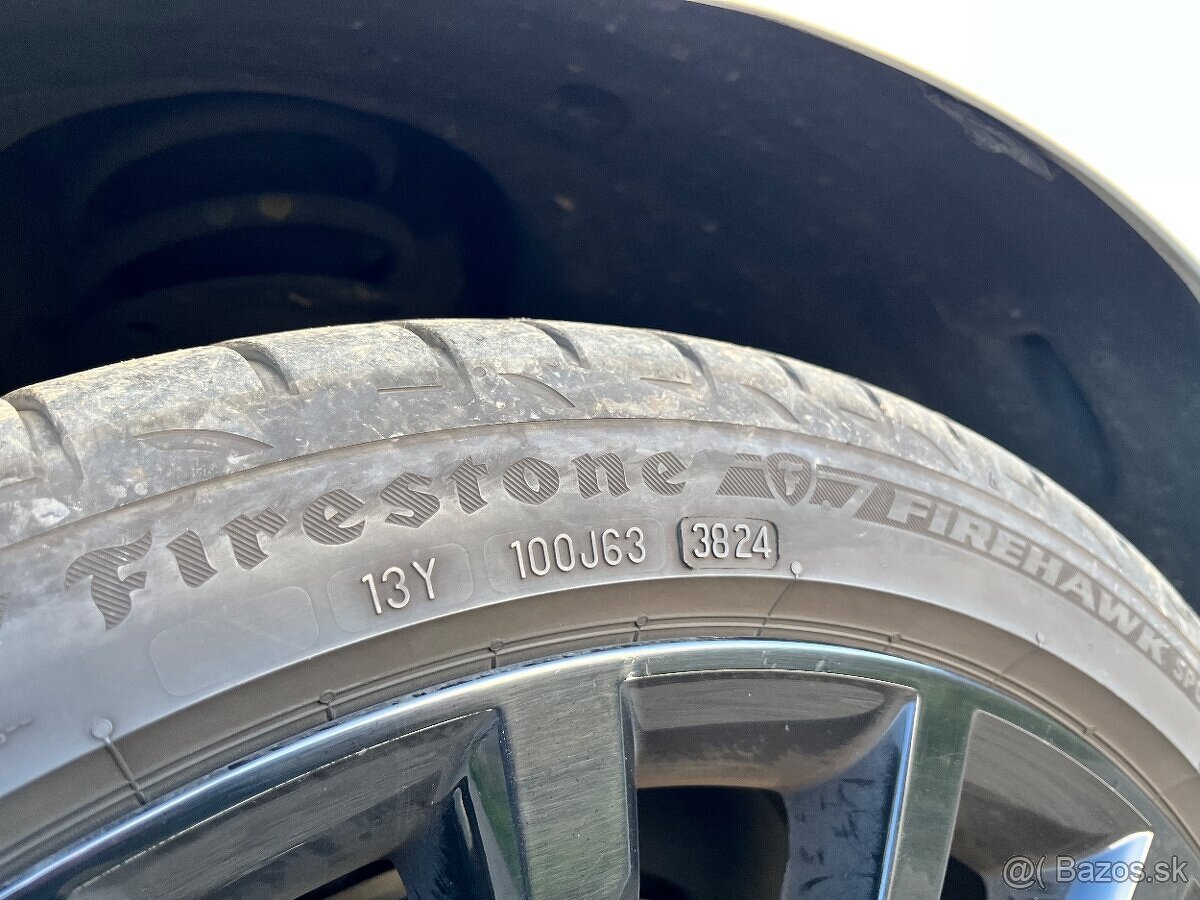 Firestone FIREHAWK
13Y 100J63 3824
@( Bazos.sk